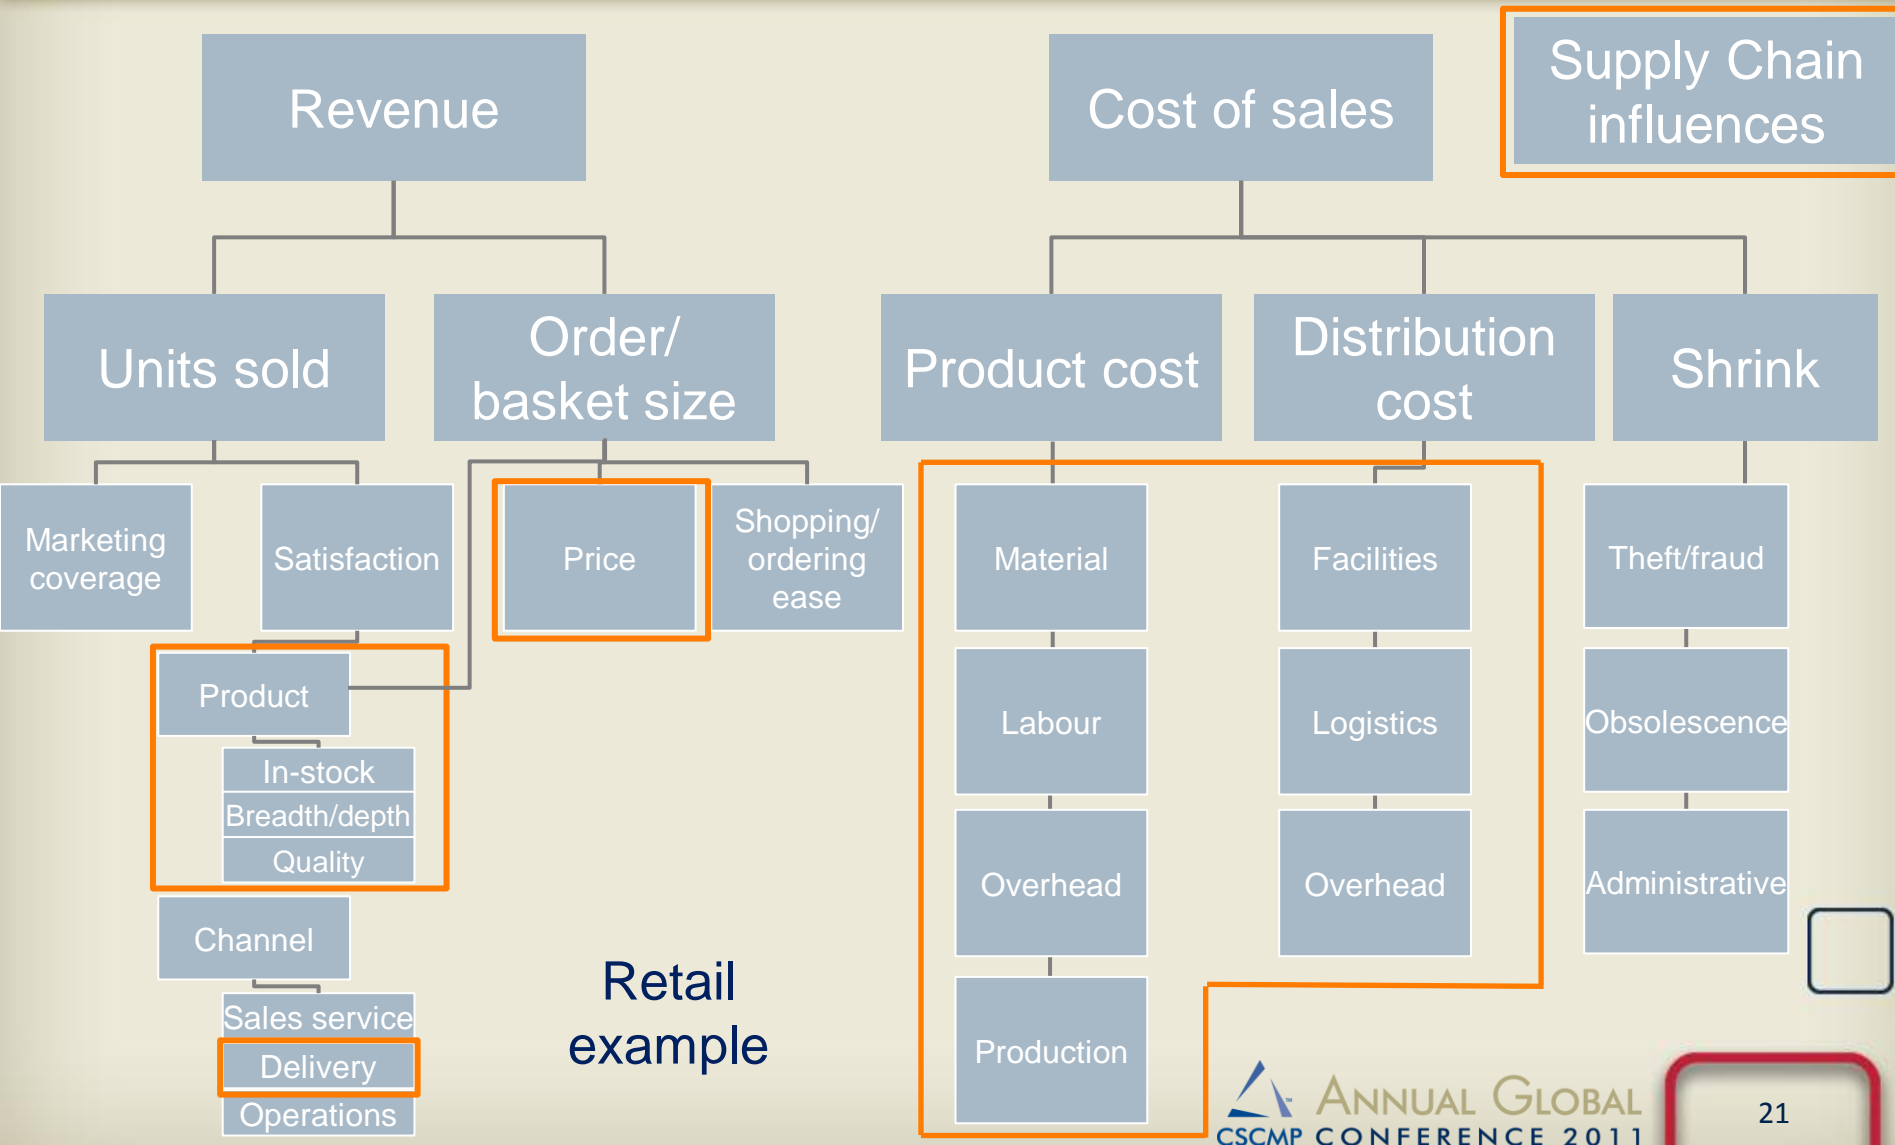 Revenue
Cost of sales
Supply Chain
influences
Units sold
Order/
basket size
Product cost
Distribution
cost
Shrink
Marketing
coverage
Satisfaction
Price
Shopping/
ordering
ease
Material
Facilities
Theft/fraud
Product
In-stock
Breadth/depth
Quality
Labour
Logistics
Obsolescence
Overhead
Overhead
Administrative
Channel
Sales service
Delivery
Operations
Retail
example
Production
ANNUAL GLOBAL
CSCMP CONFERENCE 2011
21